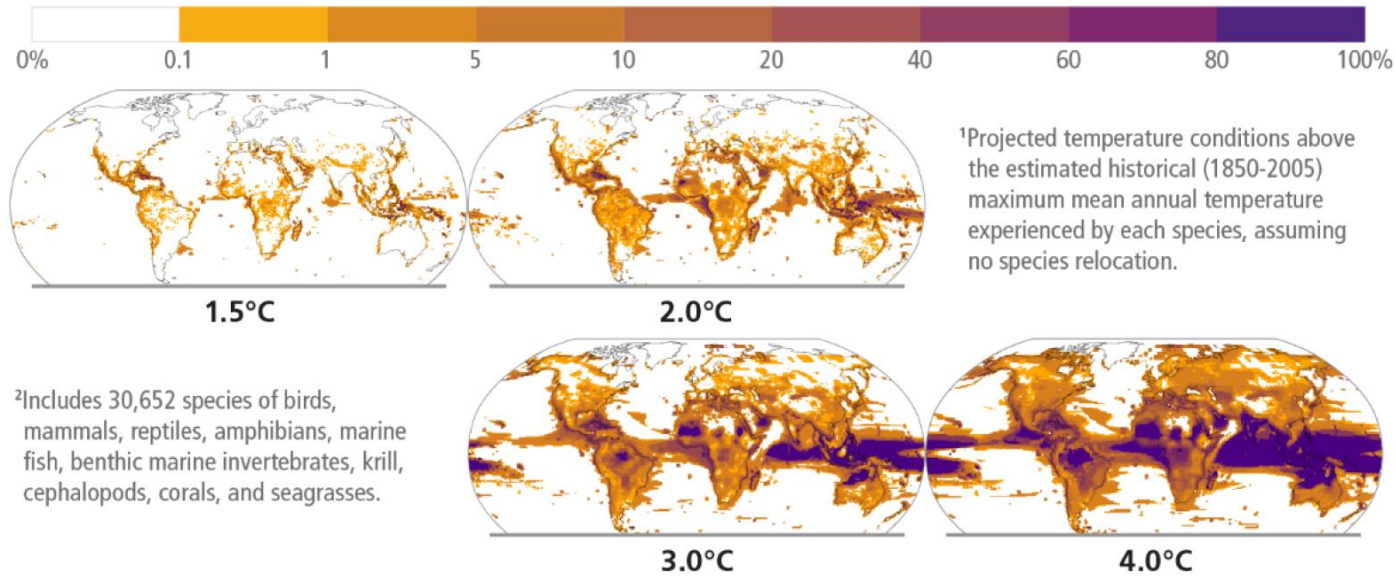 0% 0.1 1 5 10 20 40 60 80 100%
¹Projected temperature conditions above
the estimated historical (1850-2005)
maximum mean annual temperature
experienced by each species, assuming
no species relocation.
1.5°C 2.0°C
²Includes 30,652 species of birds,
mammals, reptiles, amphibians, marine
fish, benthic marine invertebrates, krill,
cephalopods, corals, and seagrasses.
3.0°C 4.0°C